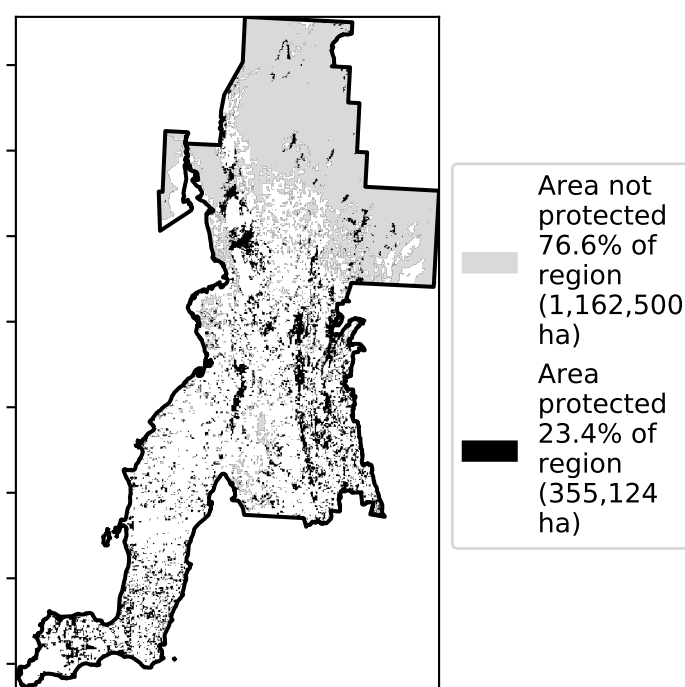 Area not
protected
76.6% of
region
(1,162,500
ha)
Area
protected
23.4% of
region
(355,124
ha)